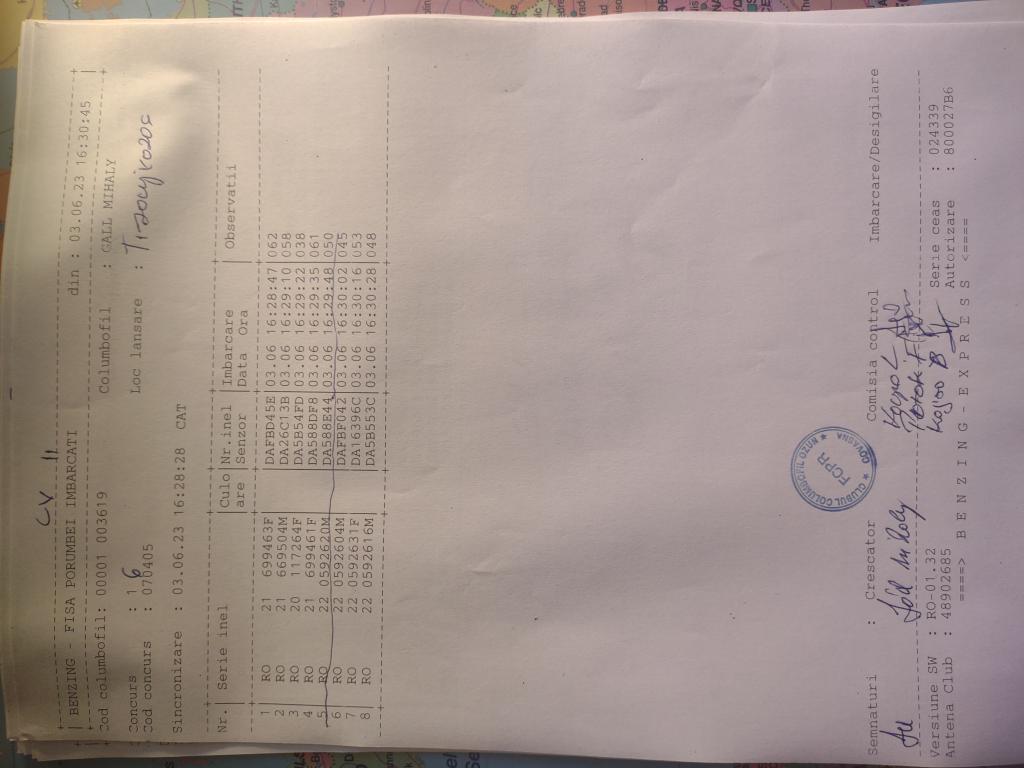 CV 11
BENZING - FISA PORUMBEI IMBARCATI din : 03.06.23 16:30:45
Cod columbofil: 00001 003619 Columbofil : GALL MIHALY
Concurs : 1 6
Cod concurs : 070405 Loc lansare :
Sincronizare : 03.06.23 16:28:28 CAT
Nr.| Serie inel |Culo|Nr.inel |Imbarcare | Observatii
|are |Senzor |Data Ora |
1 | RO 21 699463F | |DAFBD45E|03.06 16:28:47|062
2 | RO 21 669504M | |DA26C13B|03.06 16:29:10|058
3 | RO 20 117264F | |DA5B54FD|03.06 16:29:22|038
4 | RO 21 699461F | |DA588DF8|03.06 16:29:35|061
5 | RO 22 0592620M| |DA588E44|03.06 16:29:48|050
6 | RO 22 0592604M| |DAFBF042|03.06 16:30:02|045
7 | RO 22 0592631F| |DA16396C|03.06 16:30:16|053
8 | RO 22 0592616M| |DA5B553C|03.06 16:30:28|048
CLUBUL COLUMBOFIL BUZO COVASNA
FCPR
Semnaturi : Crescator Comisia control Imbarcare/Desigilare
Versiune SW : RO-01.32 Serie ceas : 024339
Antena Club : 48902685 Autorizare : 800027B6
====> B E N Z I N G - E X P R E S S <====